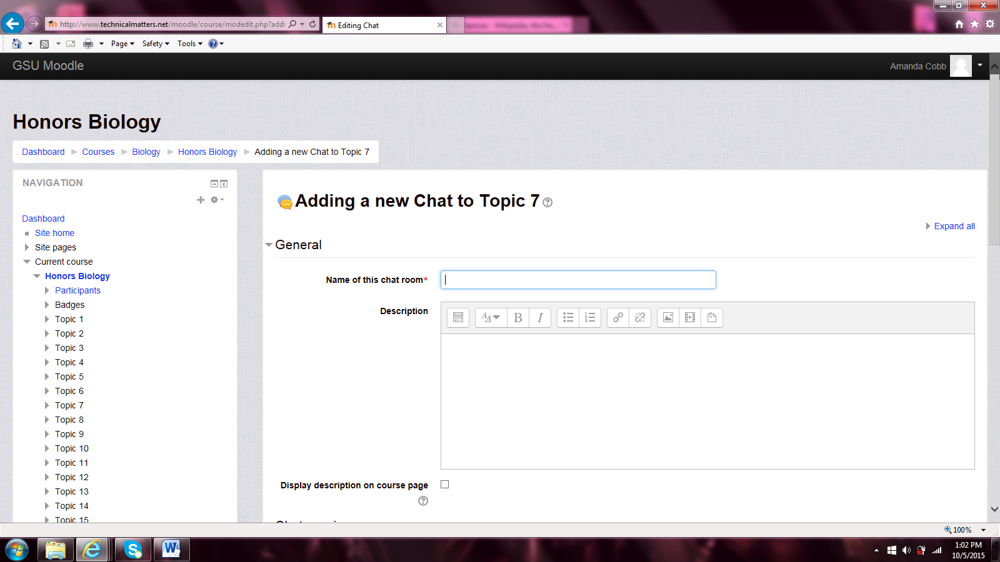 http://www.technicalmatters.net/moodle/course/modedit.php?add:
Editing Chat
Page
Safety
Tools
GSU Moodle
Amanda Cobb
Honors Biology
Dashboard Courses Biology Honors Biology Adding a new Chat to Topic 7
NAVIGATION
Dashboard
Site home
Site pages
Current course
Honors Biology
Participants
Badges
Topic 1
Topic 2
Topic 3
Topic 4
Topic 5
Topic 6
Topic 7
Topic 8
Topic 9
Topic 10
Topic 11
Topic 12
Topic 13
Topic 14
Topic 15
Adding a new Chat to Topic 7
Expand all
General
Name of this chat room*
Description
B I
Display description on course page
100%
1:02 PM
10/5/2015